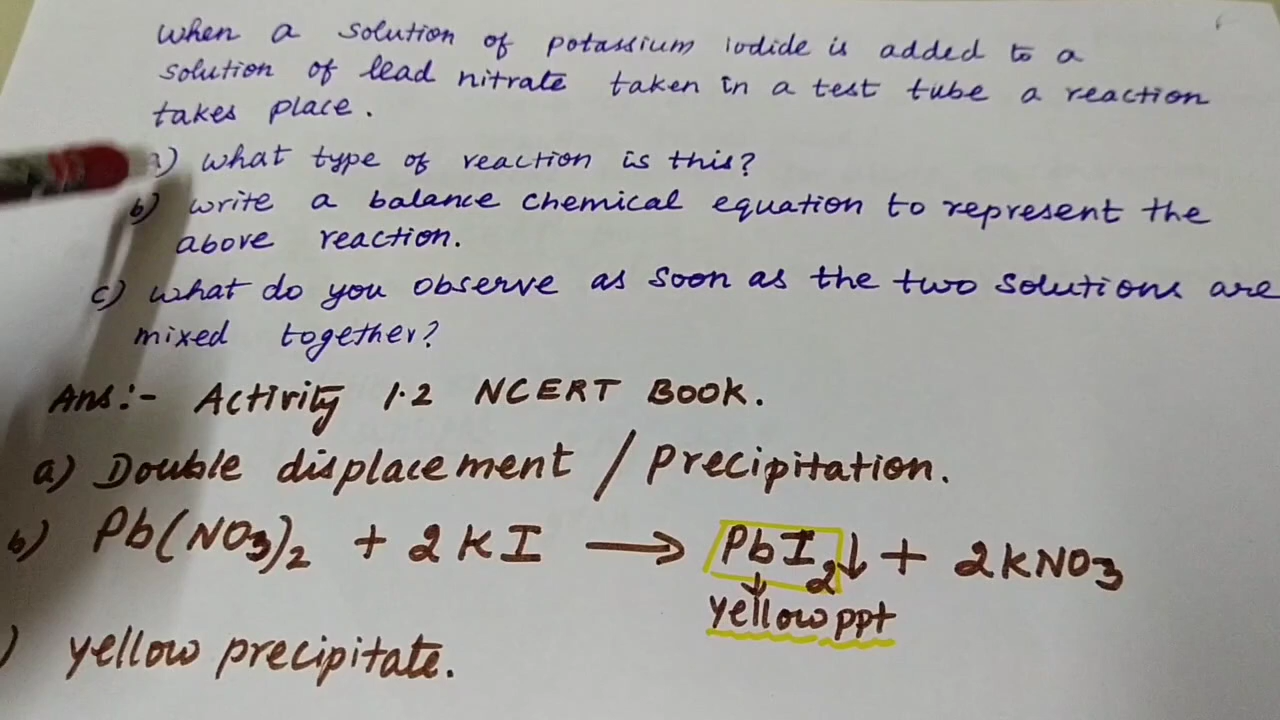 When a solution of potassium iodide is added to a
solution of lead nitrate taken in a test tube a reaction
takes place.
a) What type of reaction is this?
b) write a balance chemical equation to represent the
above reaction.
c) What do you observe as soon as the two solutions are
mixed together?
Ans:- Activity 1.2 NCERT Book.
a) Double displacement / Precipitation.
b) Pb(NO3)2 + 2KI → PbI2↓ + 2KNO3
yellow ppt
) yellow precipitate.